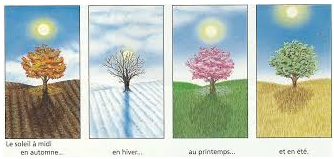 Le soleil à midi
en automne...
en hiver...
au printemps...
et en été.